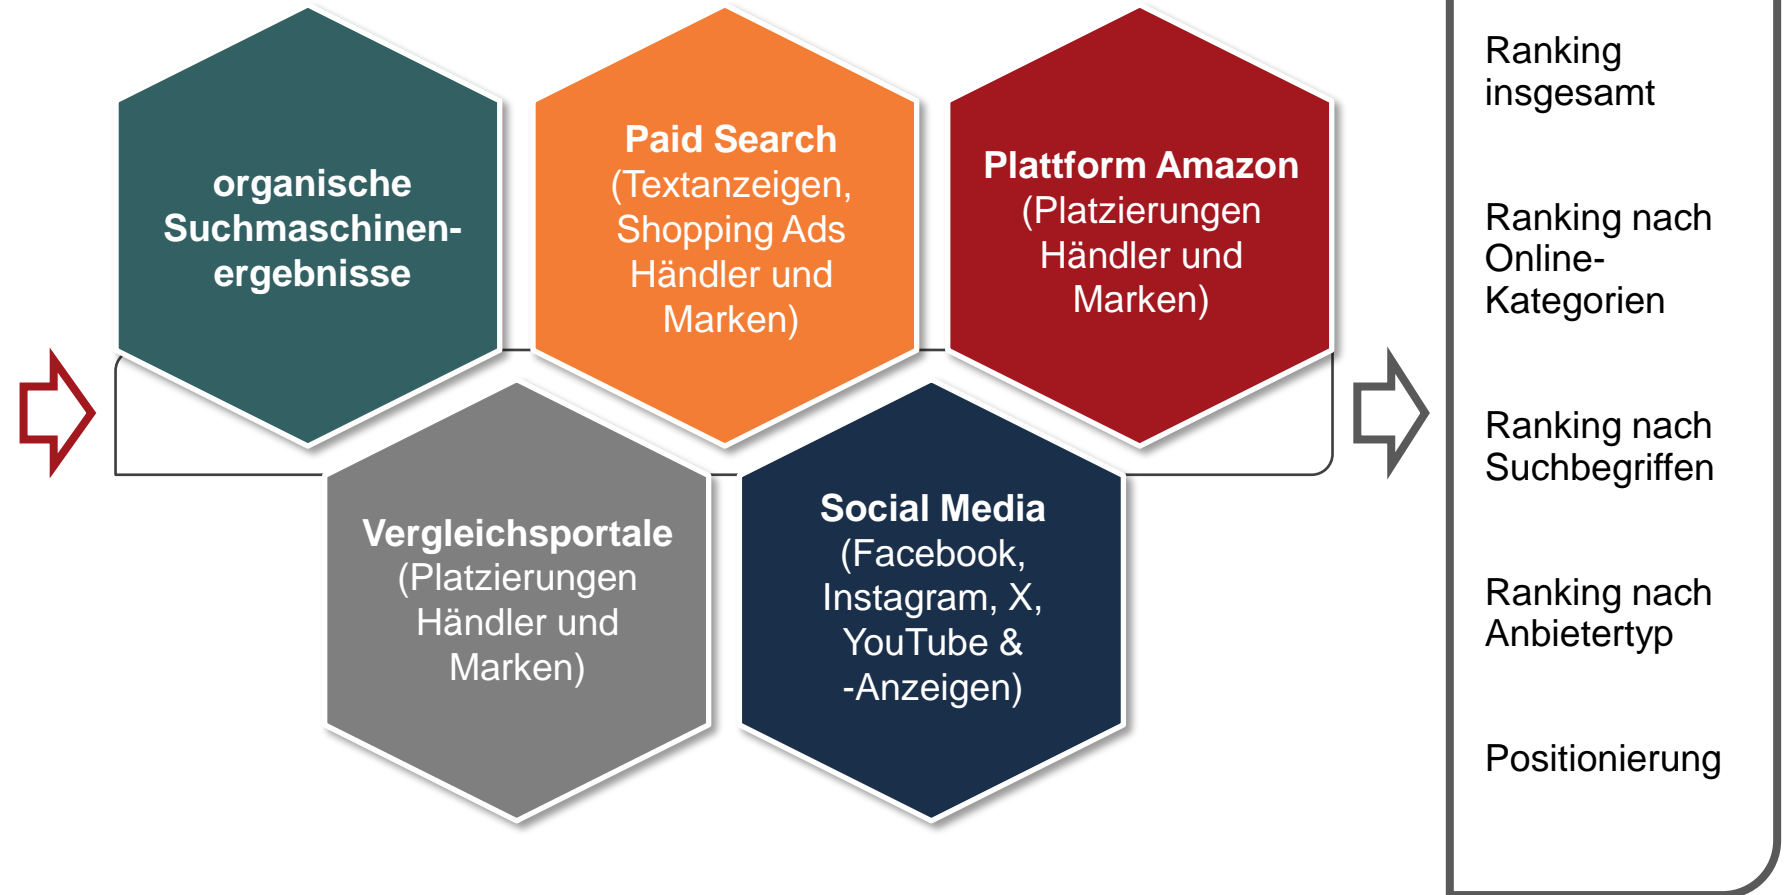 organische
Suchmaschinen-
ergebnisse
Paid Search
(Textanzeigen,
Shopping Ads
Händler und
Marken)
Plattform Amazon
(Platzierungen
Händler und
Marken)
Vergleichsportale
(Platzierungen
Händler und
Marken)
Social Media
(Facebook,
Instagram, X,
YouTube &
-Anzeigen)
Ranking
insgesamt
Ranking nach
Online-
Kategorien
Ranking nach
Suchbegriffen
Ranking nach
Anbietertyp
Positionierung